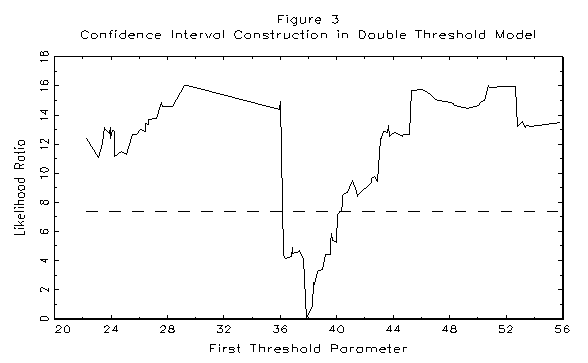 Figure 3
Confidence Interval Construction in Double Threshold Model
Likelihood Ratio
18
16
14
12
10
8
6
4
2
0
20 24 28 32 36 40 44 48 52 56
First Threshold Parameter